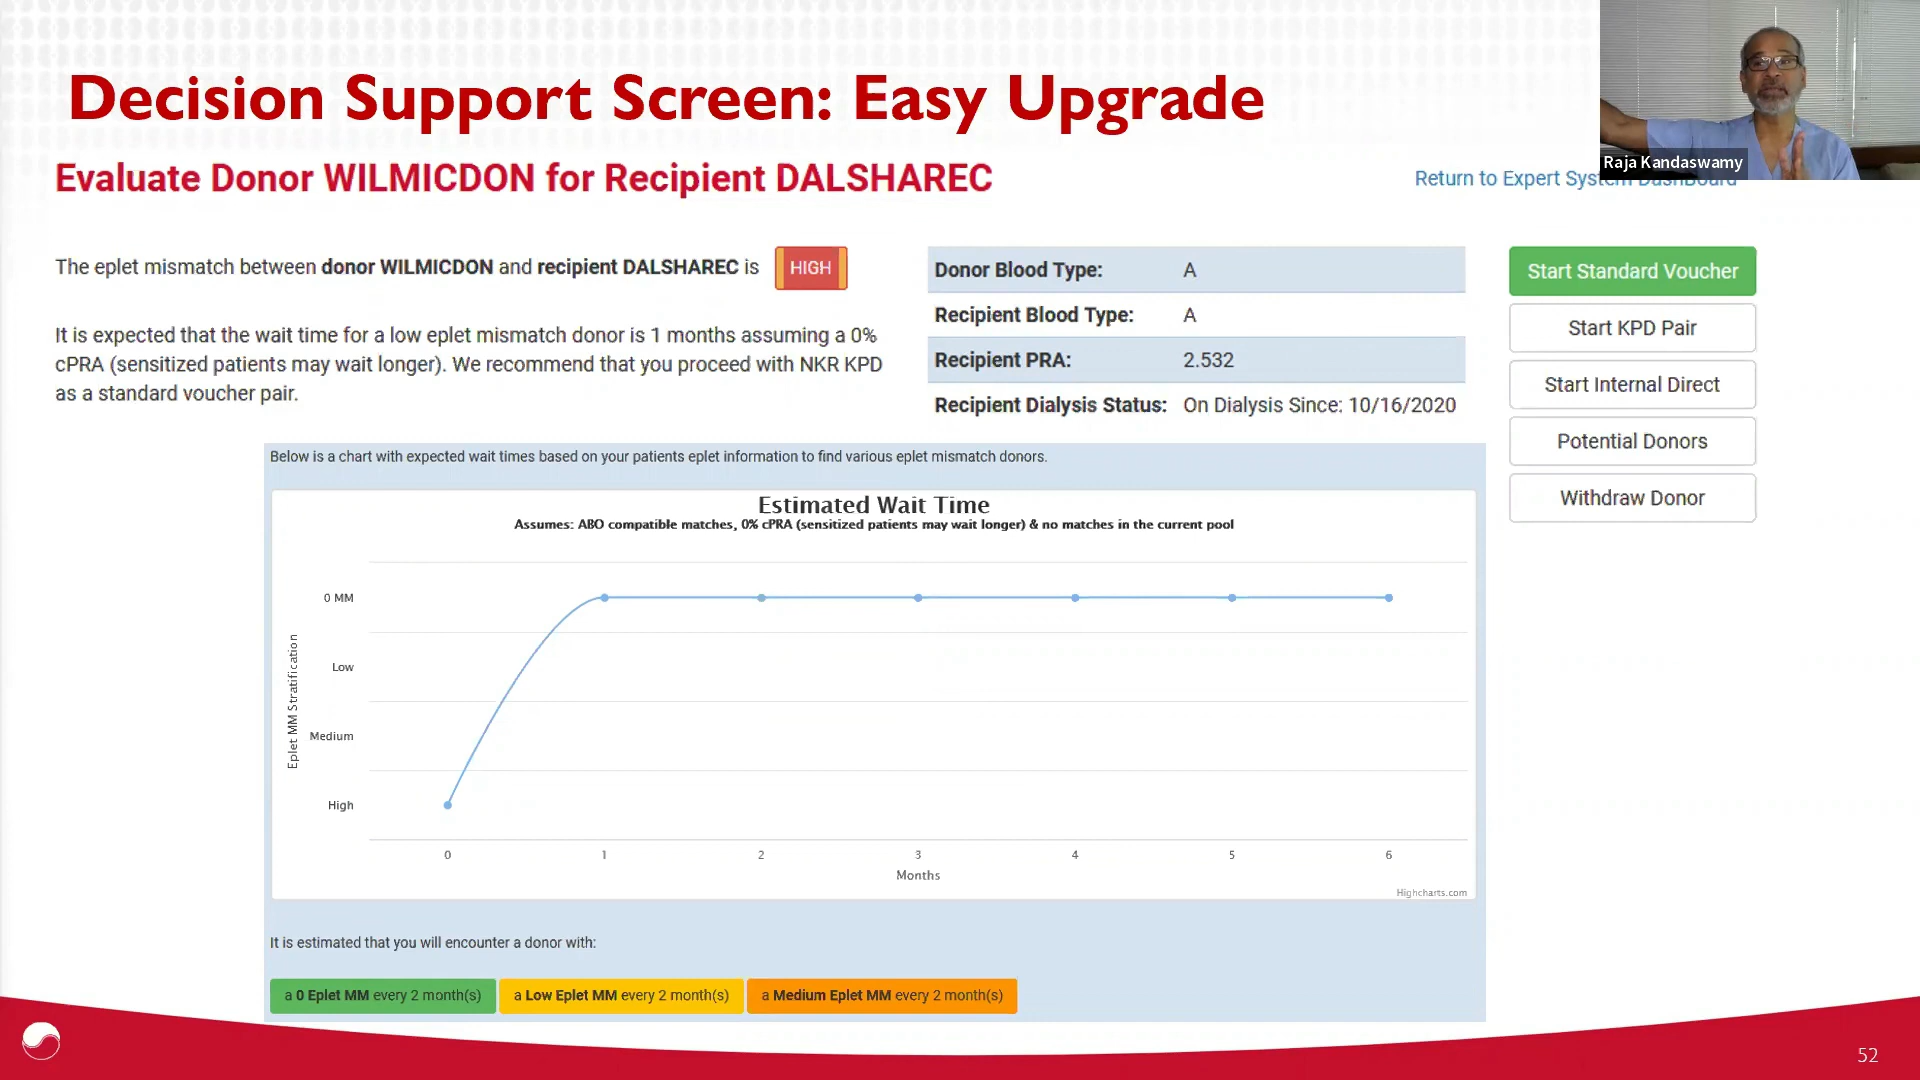 Decision Support Screen: Easy Upgrade
Raja Kandaswamy
Evaluate Donor WILMICDON for Recipient DALSHAREC
Return to Expert System DashBoard
The eplet mismatch between donor WILMICDON and recipient DALSHAREC is HIGH
It is expected that the wait time for a low eplet mismatch donor is 1 months assuming a 0%
cPRA (sensitized patients may wait longer). We recommend that you proceed with NKR KPD
as a standard voucher pair.
Donor Blood Type: A
Recipient Blood Type: A
Recipient PRA: 2.532
Recipient Dialysis Status: On Dialysis Since: 10/16/2020
Start Standard Voucher
Start KPD Pair
Start Internal Direct
Potential Donors
Withdraw Donor
Below is a chart with expected wait times based on your patients eplet information to find various eplet mismatch donors.
Estimated Wait Time
Assumes: ABO compatible matches, 0% cPRA (sensitized patients may wait longer) & no matches in the current pool
Eplet MM Stratification
0 MM
Low
Medium
High
0 1 2 3 4 5 6
Months
Highcharts.com
It is estimated that you will encounter a donor with:
a 0 Eplet MM every 2 month(s)
a Low Eplet MM every 2 month(s)
a Medium Eplet MM every 2 month(s)
52